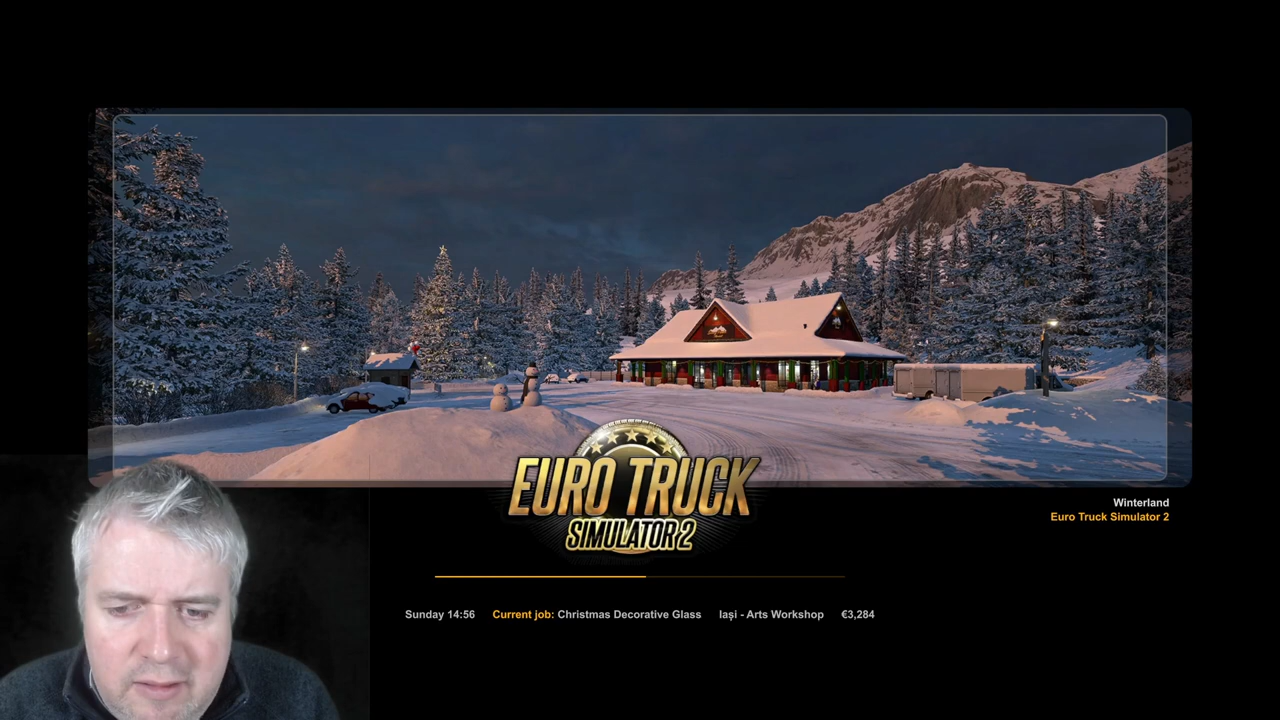 EURO TRUCK
SIMULATOR 2
Winterland
Euro Truck Simulator 2
Sunday 14:56 Current job: Christmas Decorative Glass Iași - Arts Workshop €3,284